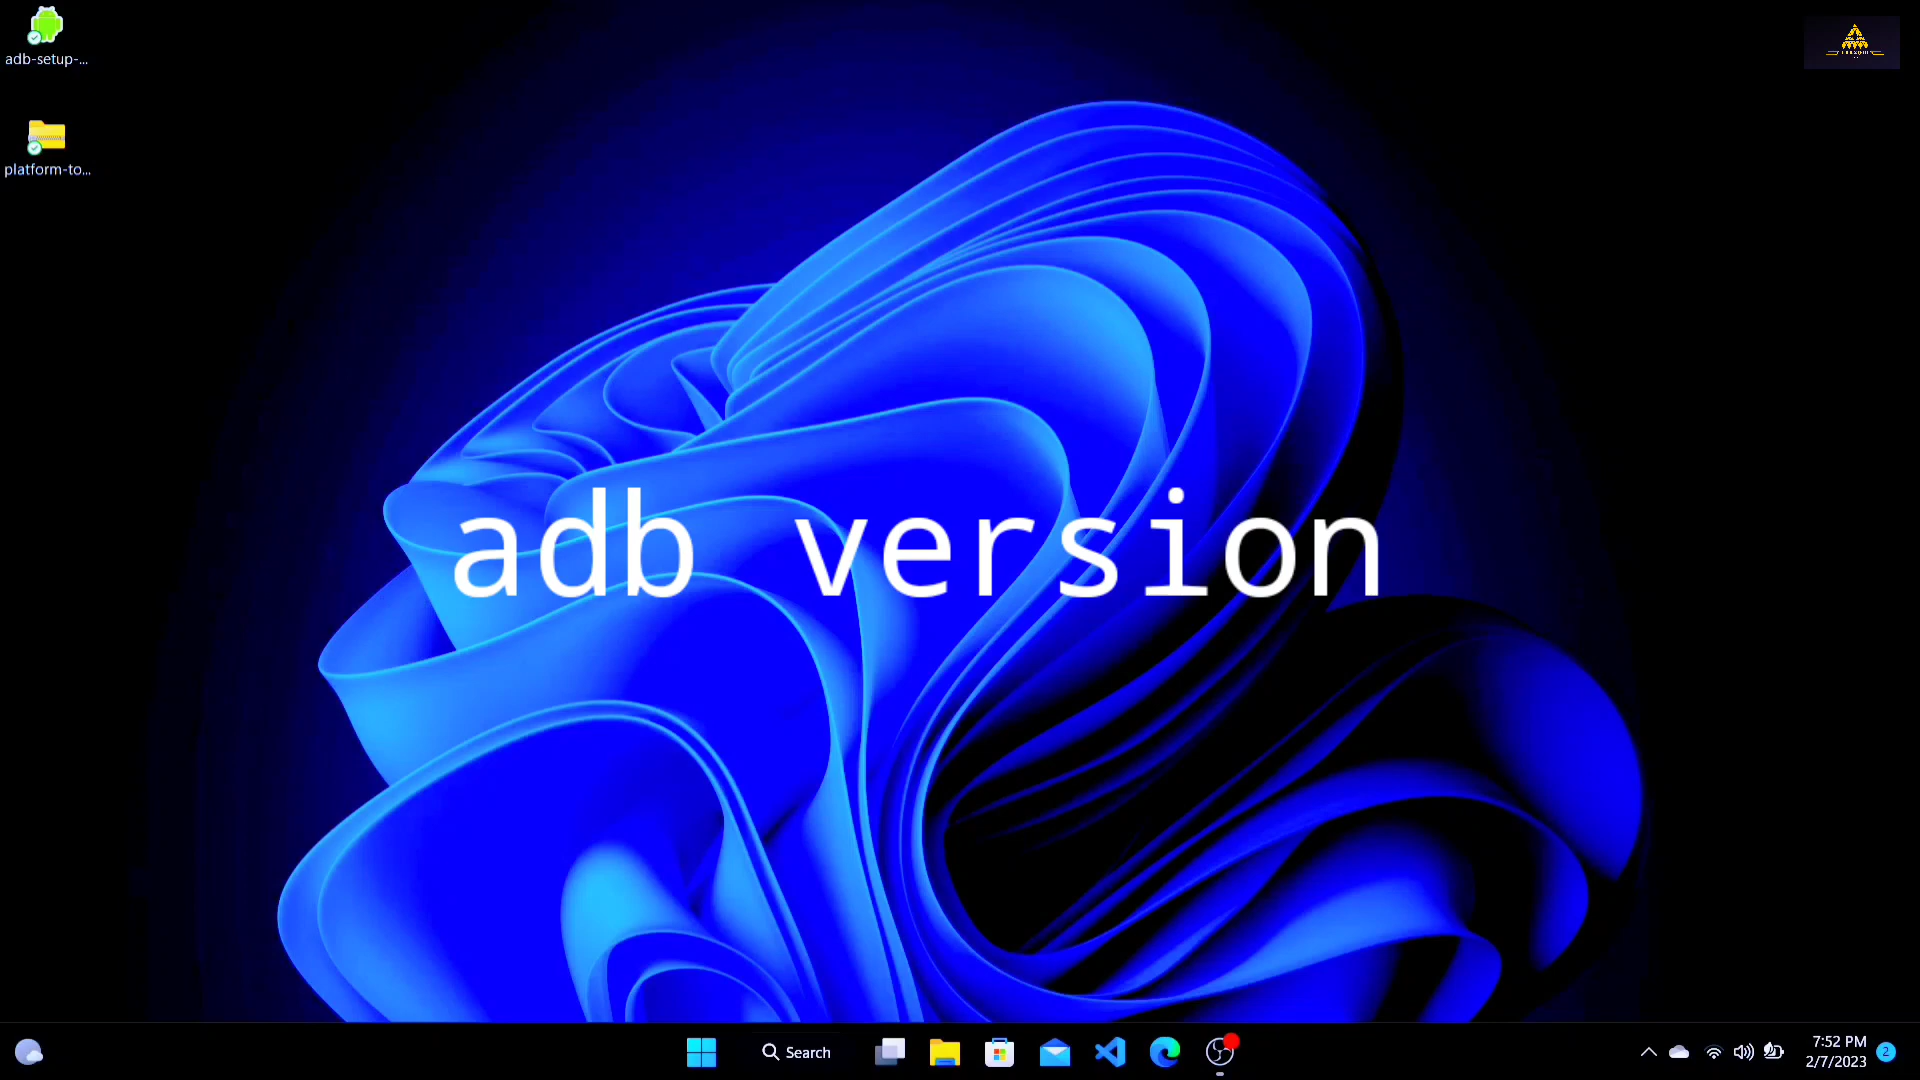 adb-setup-...
platform-to...
adb version
Search
7:52 PM
2/7/2023
2